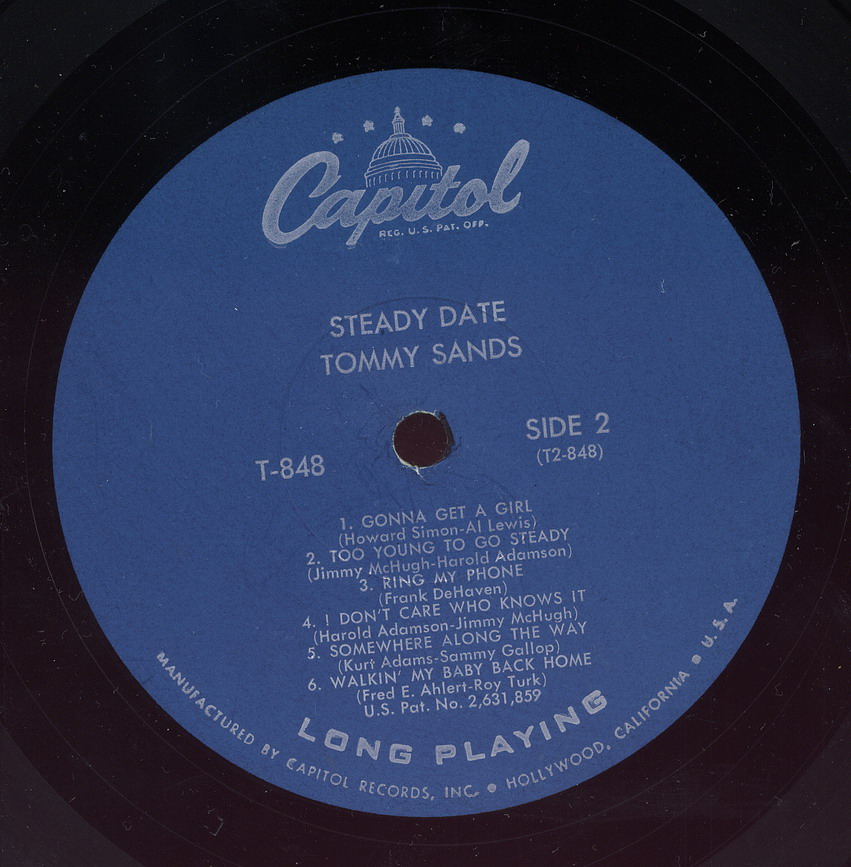 Capitol
REG. U.S. PAT. OFF.
STEADY DATE
TOMMY SANDS
T-848
SIDE 2
(T2-848)
1. GONNA GET A GIRL
(Howard Simon-Al Lewis)
2. TOO YOUNG TO GO STEADY
(Jimmy McHugh-Harold Adamson)
3. RING MY PHONE
(Frank DeHaven)
4. I DON'T CARE WHO KNOWS IT
(Harold Adamson-Jimmy McHugh)
5. SOMEWHERE ALONG THE WAY
(Kurt Adams-Sammy Gallop)
6. WALKIN' MY BABY BACK HOME
(Fred E. Ahlert-Roy Turk)
U.S. Pat. No. 2,631,859
LONG PLAYING
MANUFACTURED BY CAPITOL RECORDS, INC. ● HOLLYWOOD, CALIFORNIA ● U.S.A.